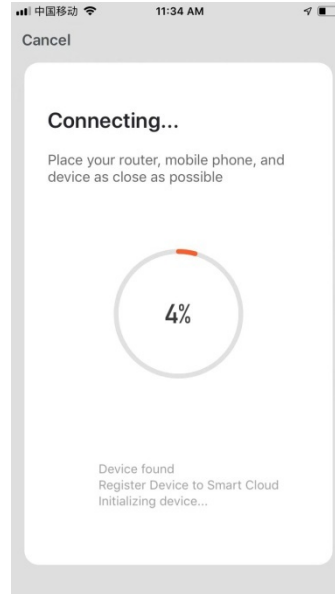 中国移动 11:34 AM
Cancel
Connecting...
Place your router, mobile phone, and
device as close as possible
4%
Device found
Register Device to Smart Cloud
Initializing device...